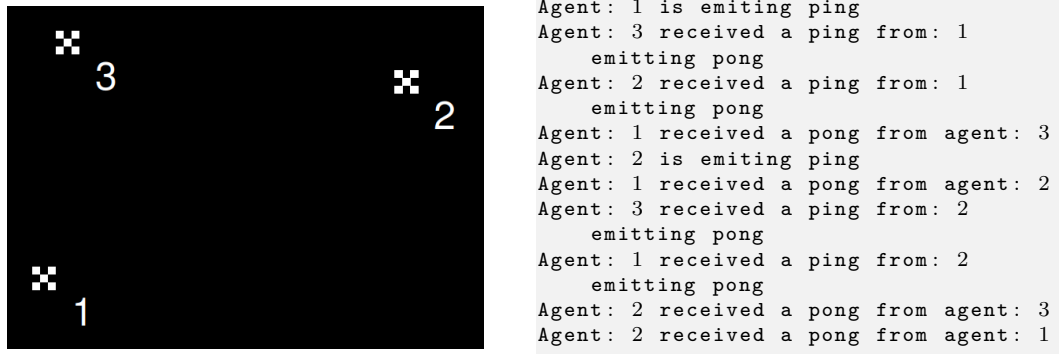 3
2
1
Agent: 1 is emiting ping
Agent: 3 received a ping from: 1
emitting pong
Agent: 2 received a ping from: 1
emitting pong
Agent: 1 received a pong from agent: 3
Agent: 2 is emiting ping
Agent: 1 received a pong from agent: 2
Agent: 3 received a ping from: 2
emitting pong
Agent: 1 received a ping from: 2
emitting pong
Agent: 2 received a pong from agent: 3
Agent: 2 received a pong from agent: 1